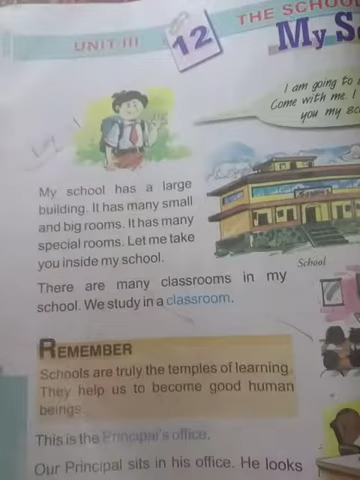 UNIT III
12
THE SCHOOL
My S
I am going to
Come with me. I
you my sc
My school has a large
building. It has many small
and big rooms. It has many
special rooms. Let me take
you inside my school.
School
There are many classrooms in my
school. We study in a classroom.
REMEMBER
Schools are truly the temples of learning.
They help us to become good human
beings.
This is the Principal's office.
Our Principal sits in his office. He looks